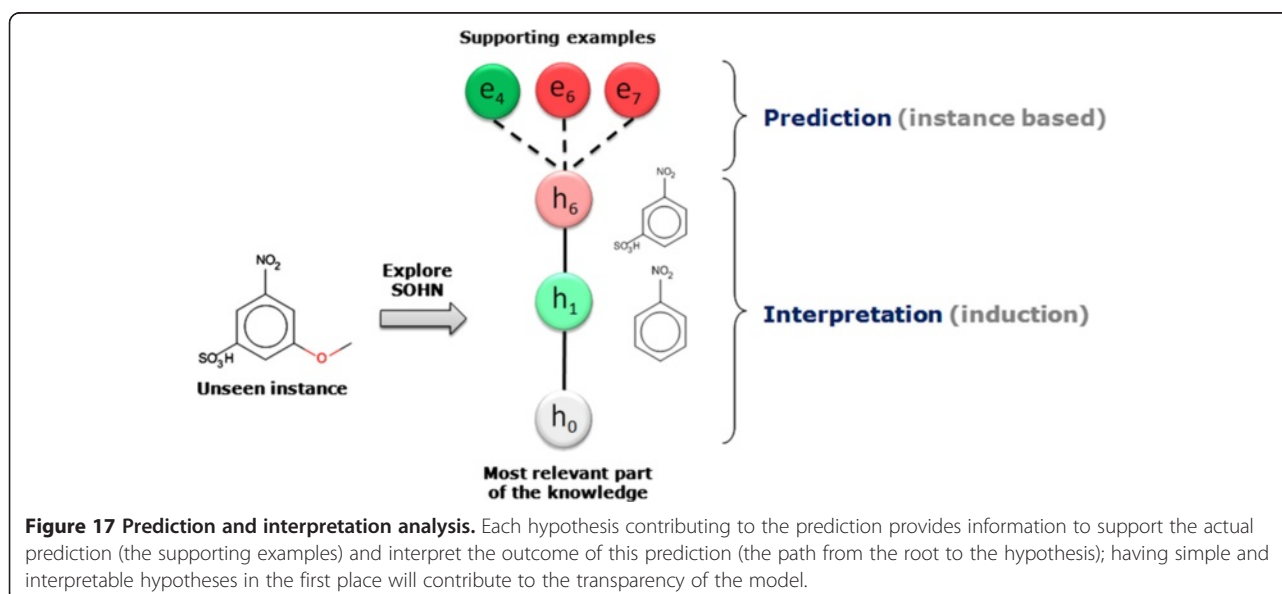 Supporting examples
e4 e6 e7
Prediction (instance based)
NO2
h6
SO3H
NO2
Explore
SOHN
NO2
h1
Interpretation (induction)
SO3H
O
Unseen instance
h0
Most relevant part
of the knowledge
Figure 17 Prediction and interpretation analysis. Each hypothesis contributing to the prediction provides information to support the actual
prediction (the supporting examples) and interpret the outcome of this prediction (the path from the root to the hypothesis); having simple and
interpretable hypotheses in the first place will contribute to the transparency of the model.